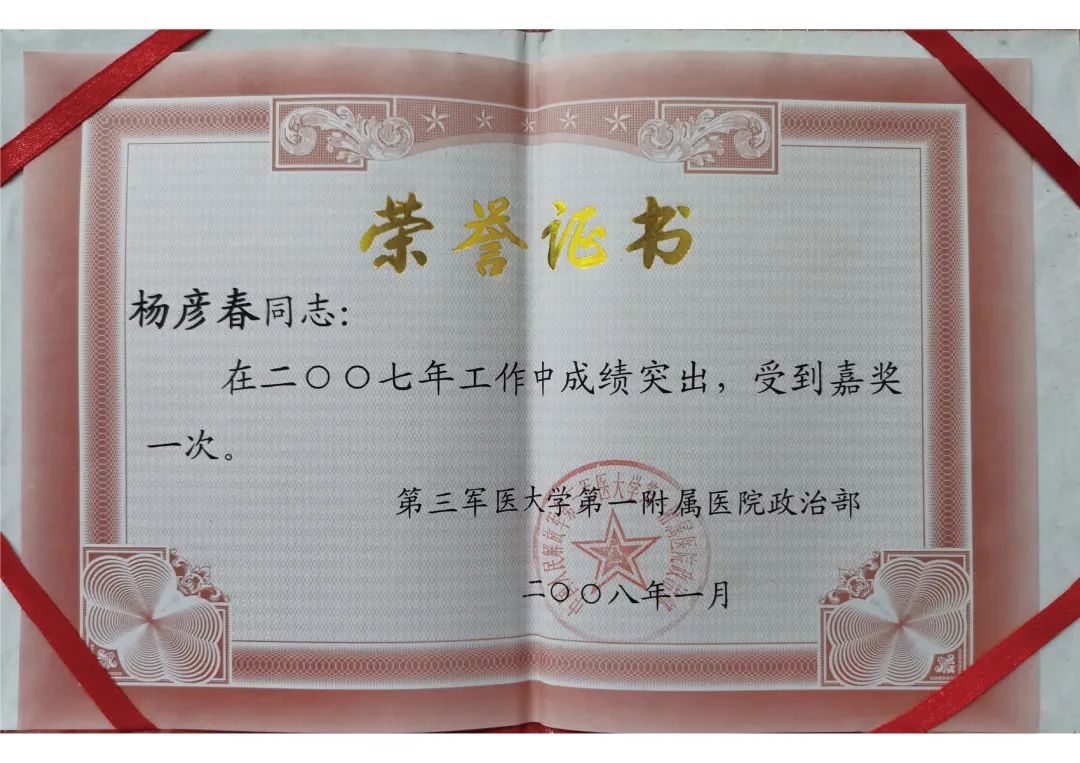 荣誉证书
杨彦春同志：
在二〇〇七年工作中成绩突出，受到嘉奖
一次。
第三军医大学第一附属医院政治部
二〇〇八年一月